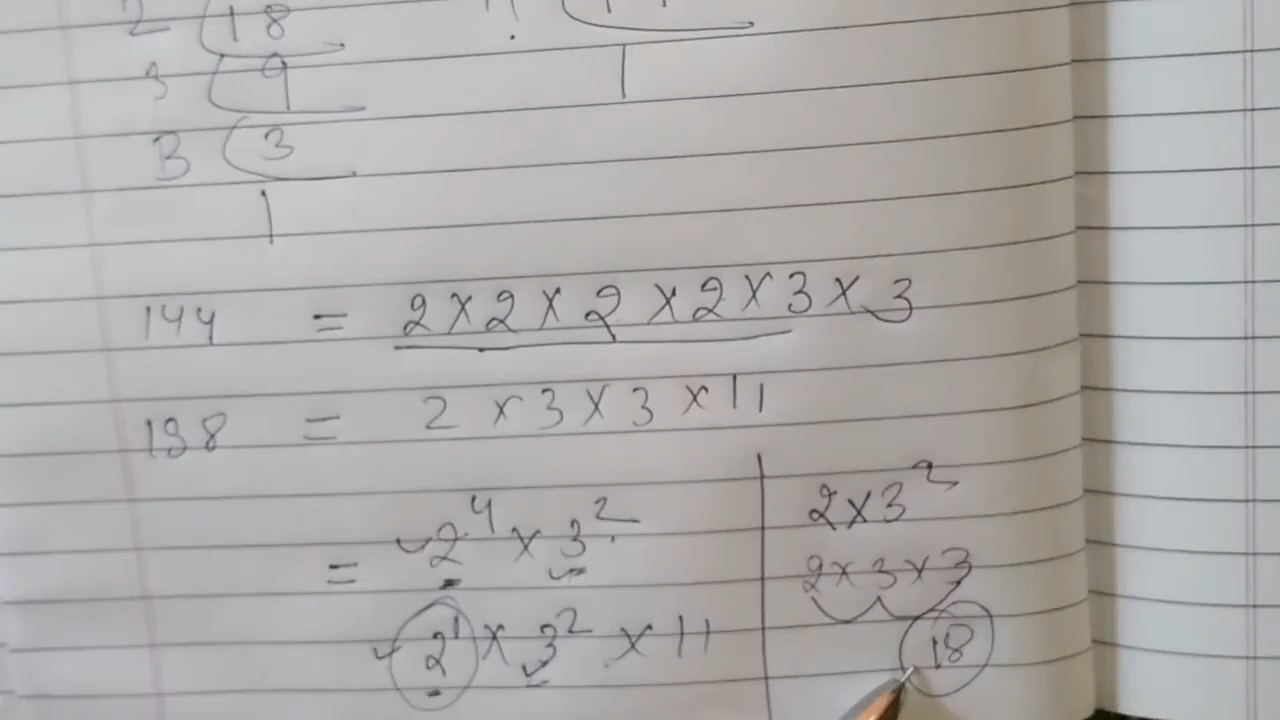 2 18
3 9
3 3
1
1
144 = 2 × 2 × 2 × 2 × 3 × 3
198 = 2 × 3 × 3 × 11
= 2⁴ × 3²
2¹ × 3² × 11
2×3²
2×3×3
18